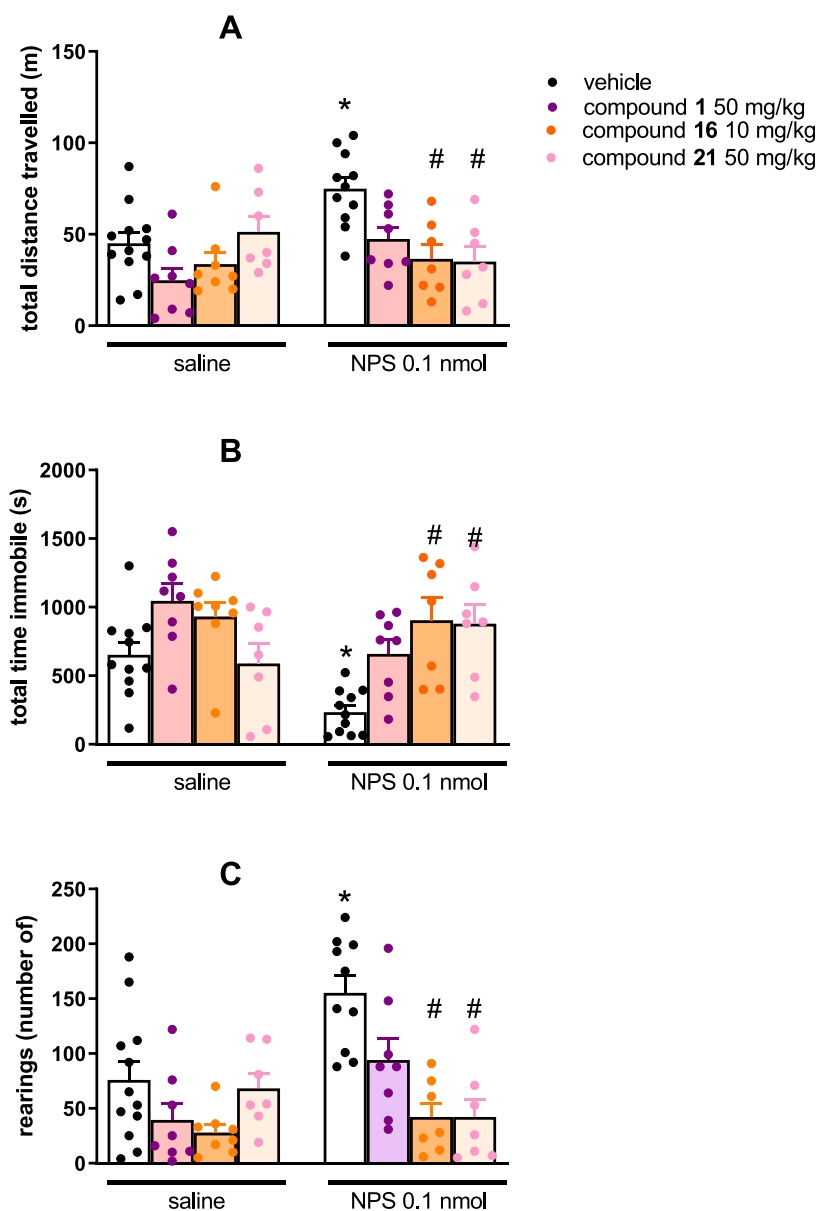 A
total distance travelled (m)
150
100
50
0
*
#
#
saline
NPS 0.1 nmol
vehicle
compound 1 50 mg/kg
compound 16 10 mg/kg
compound 21 50 mg/kg
B
total time immobile (s)
2000
1500
1000
500
0
*
#
#
saline
NPS 0.1 nmol
C
rearings (number of)
250
200
150
100
50
0
*
#
#
saline
NPS 0.1 nmol